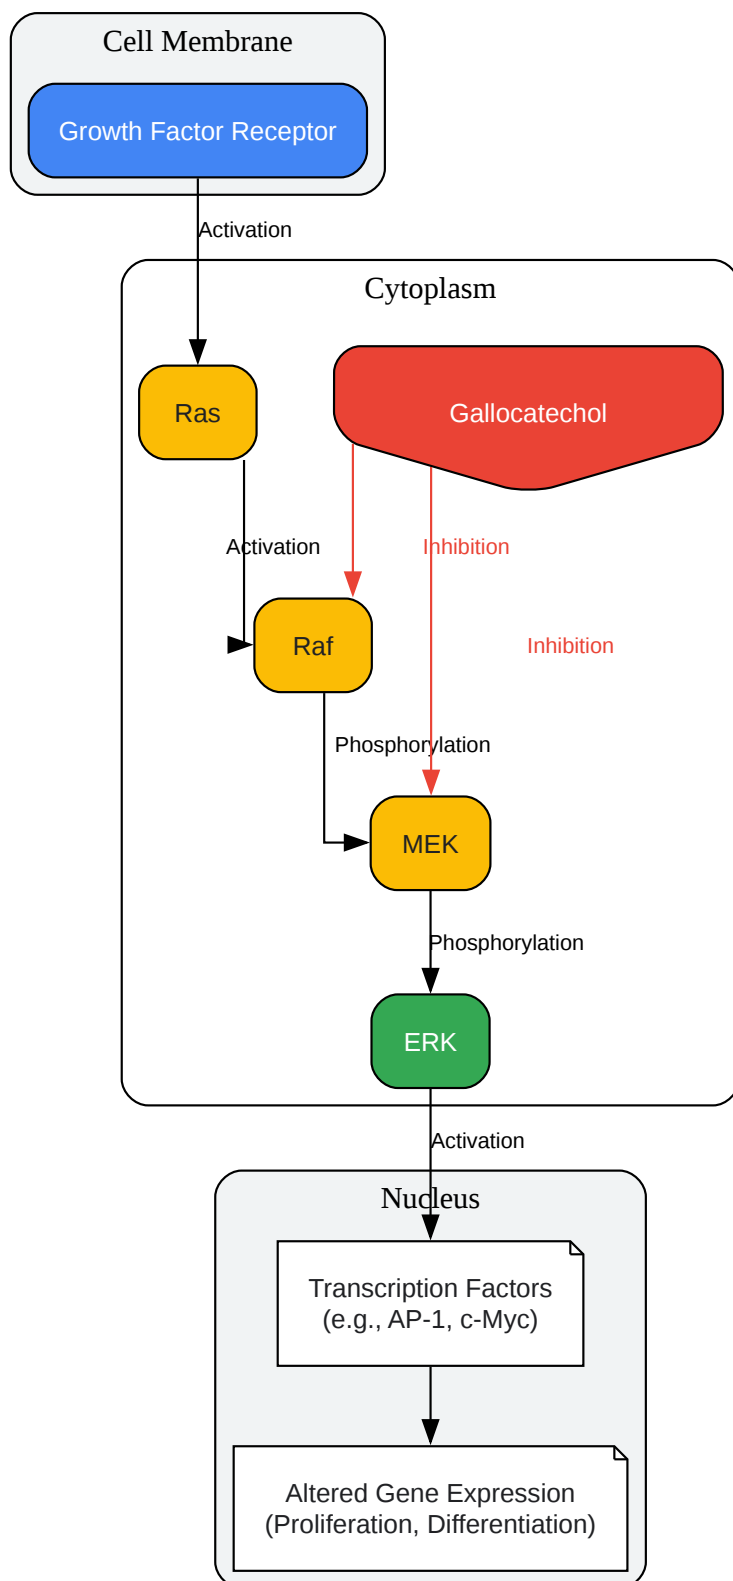 Cell Membrane
Growth Factor Receptor
Activation
Cytoplasm
Ras
Gallocatechol
Activation
Inhibition
Raf
Inhibition
Phosphorylation
MEK
Phosphorylation
ERK
Activation
Nucleus
Transcription Factors
(e.g., AP-1, c-Myc)
Altered Gene Expression
(Proliferation, Differentiation)